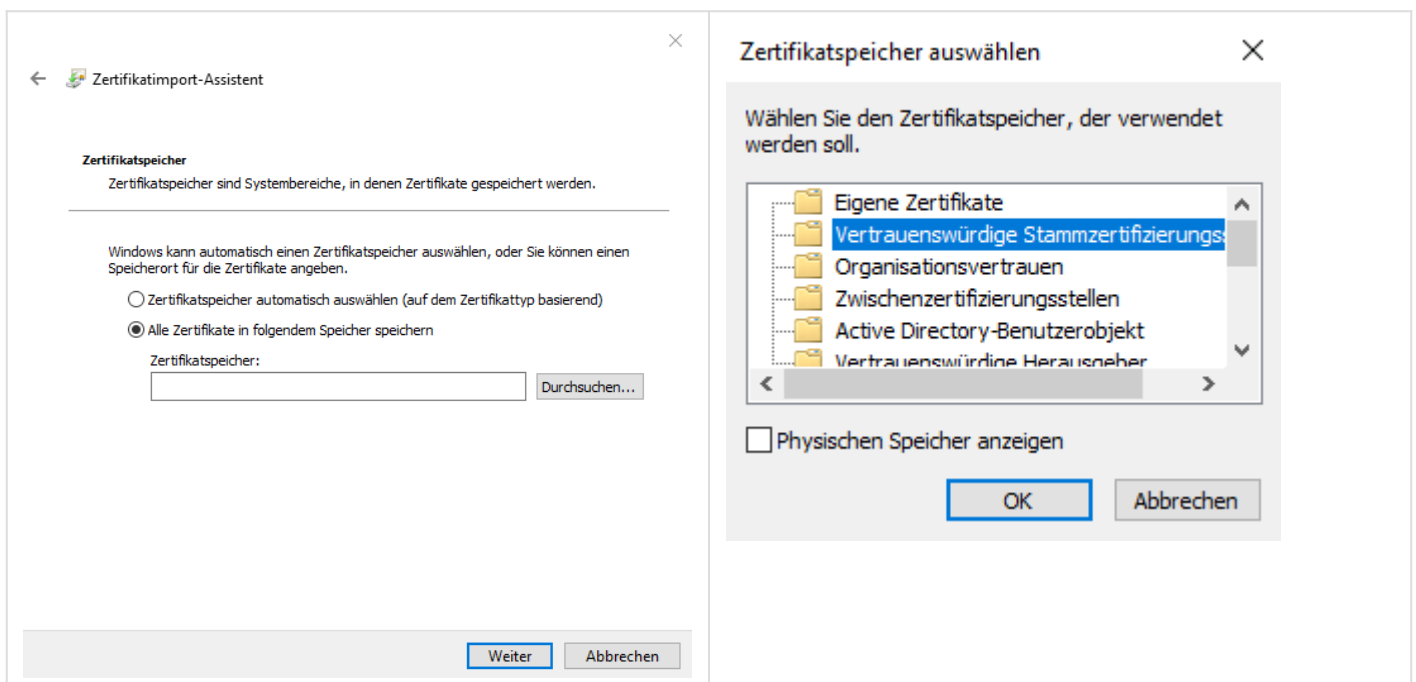 Zertifikatimport-Assistent
Zertifikatspeicher
Zertifikatspeicher sind Systembereiche, in denen Zertifikate gespeichert werden.
Windows kann automatisch einen Zertifikatspeicher auswählen, oder Sie können einen
Speicherort für die Zertifikate angeben.
Zertifikatspeicher automatisch auswählen (auf dem Zertifikattyp basierend)
Alle Zertifikate in folgendem Speicher speichern
Zertifikatspeicher:
Durchsuchen...
Weiter
Abbrechen
Zertifikatspeicher auswählen
Wählen Sie den Zertifikatspeicher, der verwendet
werden soll.
Eigene Zertifikate
Vertrauenswürdige Stammzertifizierungs
Organisationsvertrauen
Zwischenzertifizierungsstellen
Active Directory-Benutzerobjekt
Vertrauenswürdige Herausgeber
Physischen Speicher anzeigen
OK
Abbrechen